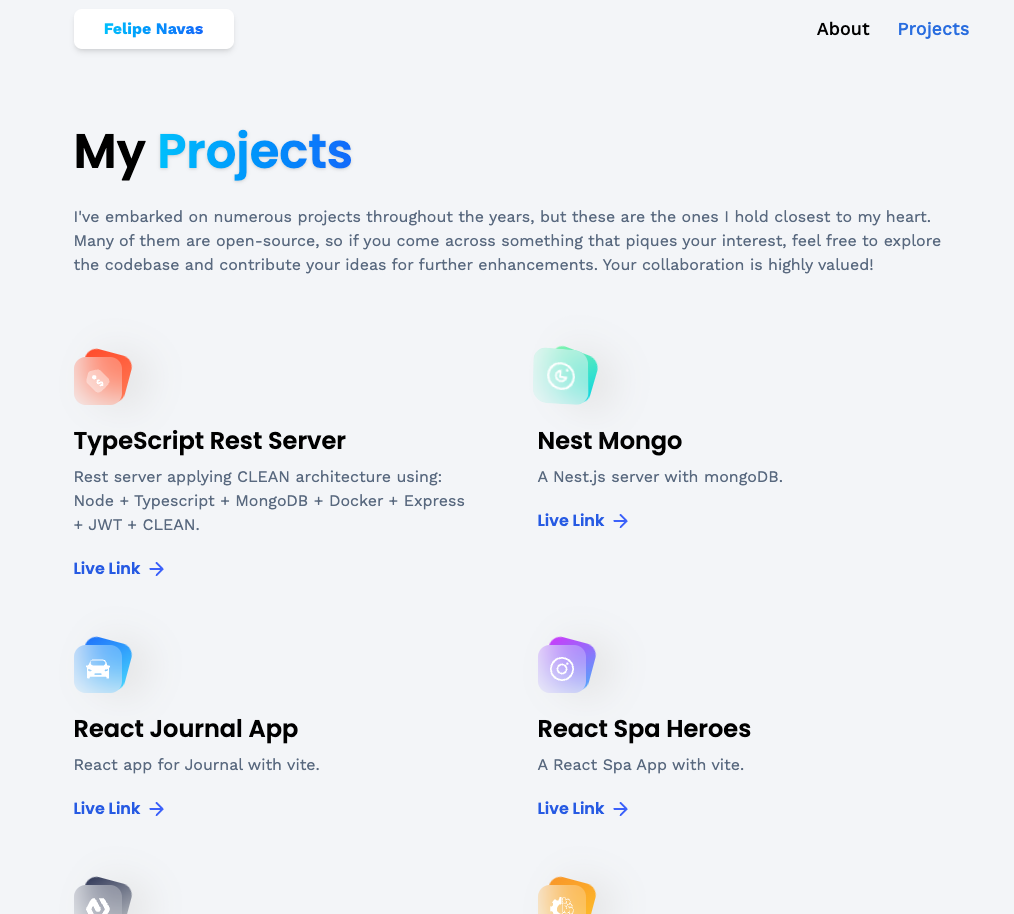 Felipe Navas
About
Projects
My Projects
I've embarked on numerous projects throughout the years, but these are the ones I hold closest to my heart.
Many of them are open-source, so if you come across something that piques your interest, feel free to explore
the codebase and contribute your ideas for further enhancements. Your collaboration is highly valued!
TypeScript Rest Server
Rest server applying CLEAN architecture using:
Node + Typescript + MongoDB + Docker + Express
+ JWT + CLEAN.
Live Link
Nest Mongo
A Nest.js server with mongoDB.
Live Link
React Journal App
React app for Journal with vite.
Live Link
React Spa Heroes
A React Spa App with vite.
Live Link